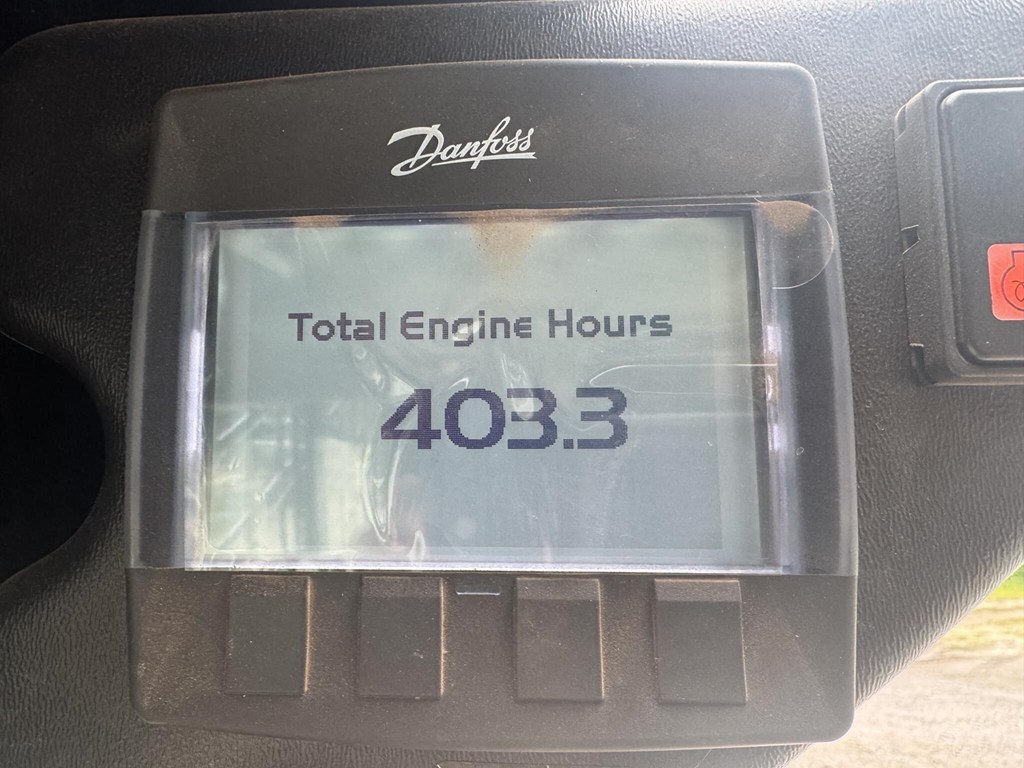 Danfoss
Total Engine Hours
403.3